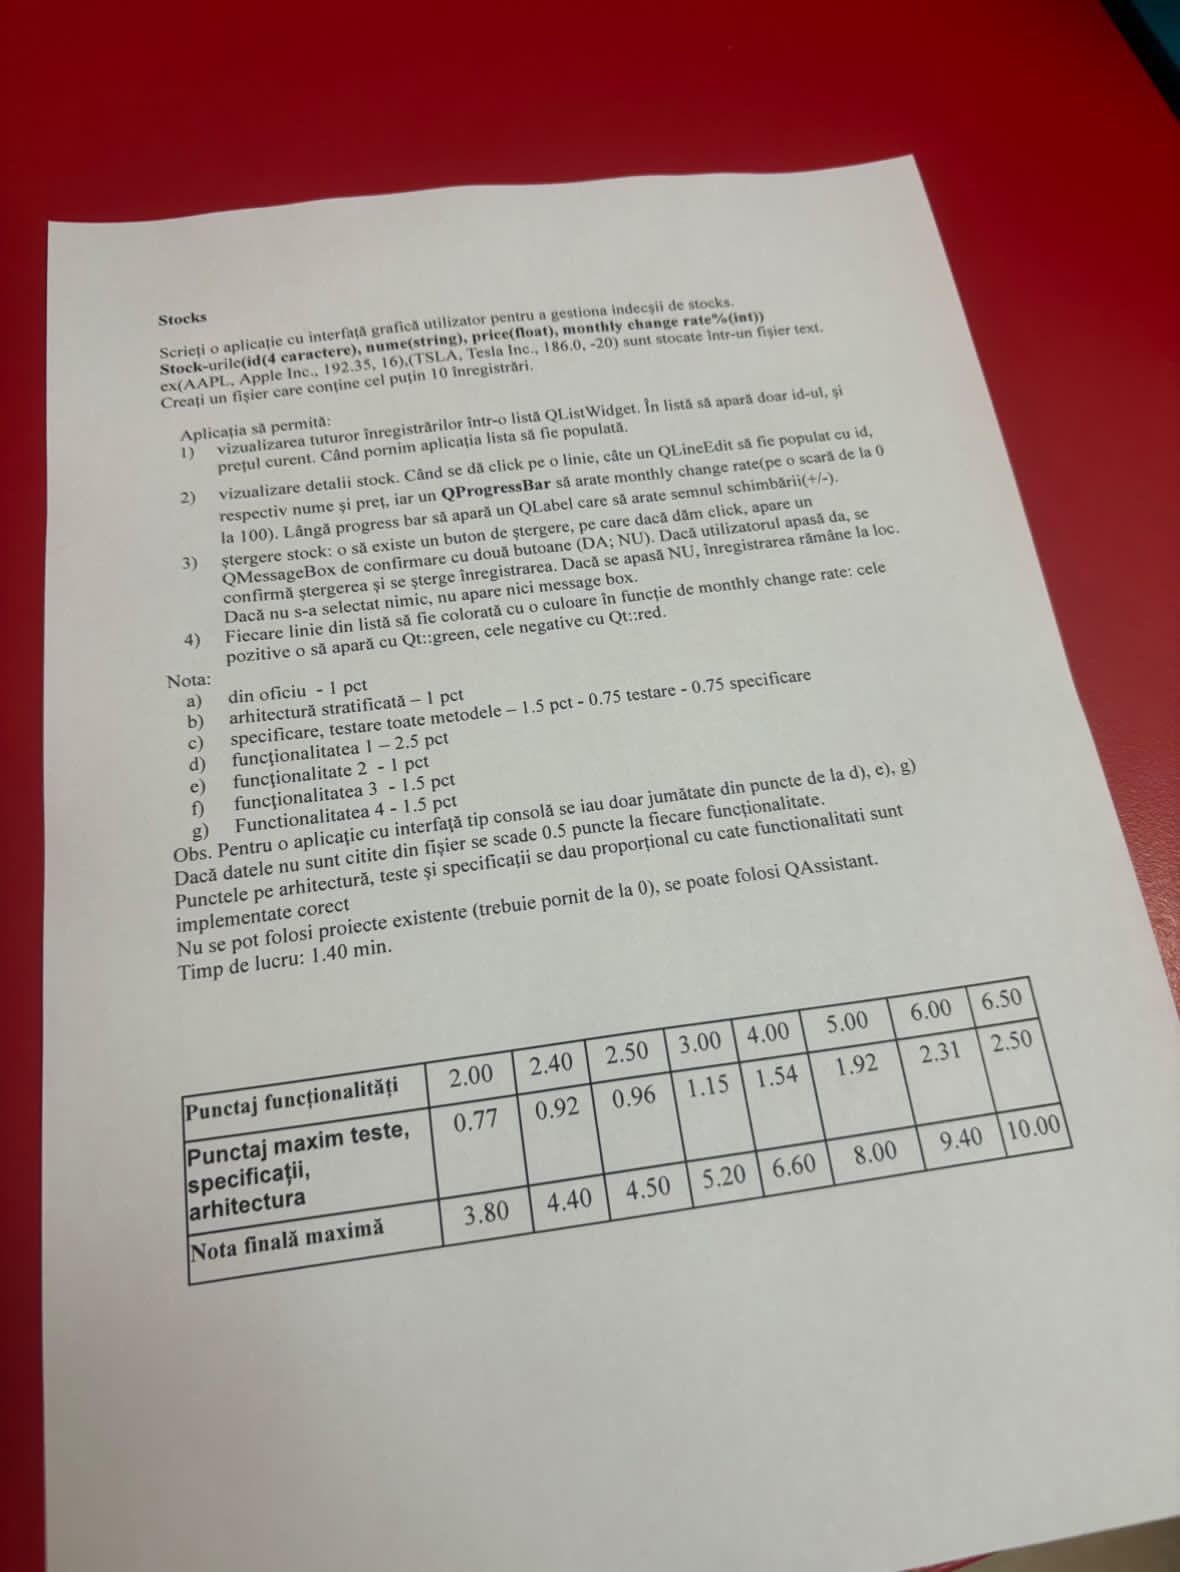 Stocks
Scrieți o aplicație cu interfață grafică utilizator pentru a gestiona indecșii de stocks.
Stock-urile(id(4 caractere), nume(string), price(float), monthly change rate%(int))
ex(AAPL, Apple Inc., 192.35, 16),(TSLA, Tesla Inc., 186.0, -20) sunt stocate într-un fișier text.
Creați un fișier care conține cel puțin 10 înregistrări.
Aplicația să permită:
1) vizualizarea tuturor înregistrărilor într-o listă QListWidget. În listă să apară doar id-ul, și
prețul curent. Când pornim aplicația lista să fie populată.
2) vizualizare detalii stock. Când se dă click pe o linie, câte un QLineEdit să fie populat cu id,
respectiv nume și preț, iar un QProgressBar să arate monthly change rate(pe o scară de la 0
la 100). Lângă progress bar să apară un QLabel care să arate semnul schimbării(+/-).
3) ștergere stock: o să existe un buton de ștergere, pe care dacă dăm click, apare un
QMessageBox de confirmare cu două butoane (DA; NU). Dacă utilizatorul apasă da, se
confirmă ștergerea și se șterge înregistrarea. Dacă se apasă NU, înregistrarea rămâne la loc.
Dacă nu s-a selectat nimic, nu apare nici message box.
4) Fiecare linie din listă să fie colorată cu o culoare în funcție de monthly change rate: cele
pozitive o să apară cu Qt::green, cele negative cu Qt::red.
Nota:
a) din oficiu - 1 pct
b) arhitectură stratificată – 1 pct
c) specificare, testare toate metodele – 1.5 pct - 0.75 testare - 0.75 specificare
d) funcționalitatea 1 – 2.5 pct
e) funcționalitate 2 - 1 pct
f) funcționalitatea 3 - 1.5 pct
g) Functionalitatea 4 - 1.5 pct
Obs. Pentru o aplicație cu interfață tip consolă se iau doar jumătate din puncte de la d), e), g)
Dacă datele nu sunt citite din fișier se scade 0.5 puncte la fiecare funcționalitate.
Punctele pe arhitectură, teste și specificații se dau proporțional cu cate functionalitati sunt
implementate corect
Nu se pot folosi proiecte existente (trebuie pornit de la 0), se poate folosi QAssistant.
Timp de lucru: 1.40 min.
Punctaj funcționalități 2.00 2.40 2.50 3.00 4.00 5.00 6.00 6.50
Punctaj maxim teste, 0.77 0.92 0.96 1.15 1.54 1.92 2.31 2.50
specificații,
arhitectura
Nota finală maximă 3.80 4.40 4.50 5.20 6.60 8.00 9.40 10.00